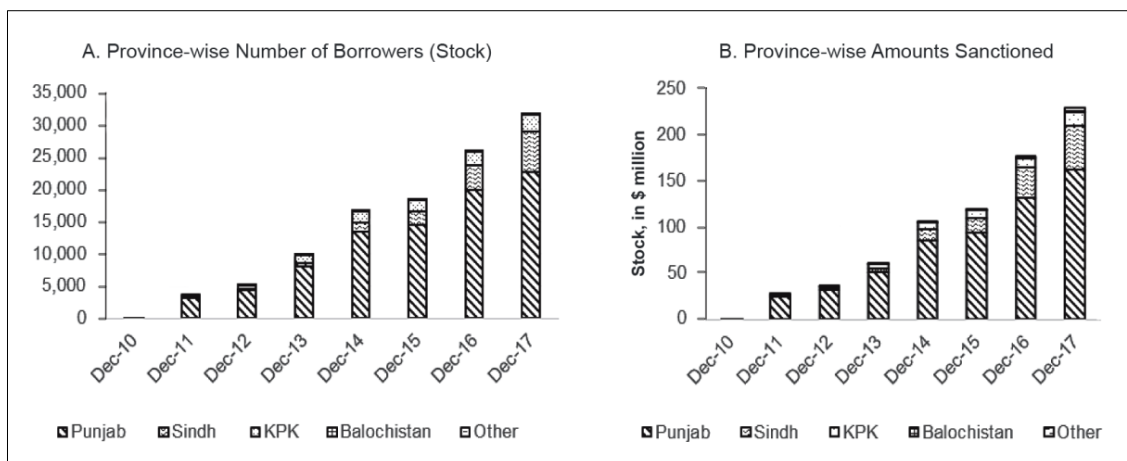 A. Province-wise Number of Borrowers (Stock)
35,000
30,000
25,000
20,000
15,000
10,000
5,000
0
Dec-10
Dec-11
Dec-12
Dec-13
Dec-14
Dec-15
Dec-16
Dec-17
Punjab Sindh KPK Balochistan Other
B. Province-wise Amounts Sanctioned
Stock, in $ million
250
200
150
100
50
0
Dec-10
Dec-11
Dec-12
Dec-13
Dec-14
Dec-15
Dec-16
Dec-17
Punjab Sindh KPK Balochistan Other